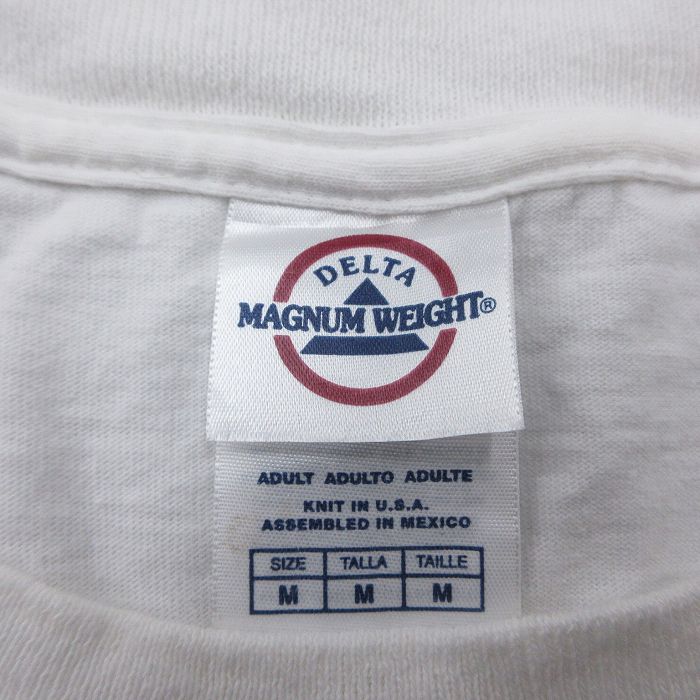 DELTA
MAGNUM WEIGHT®
ADULT ADULTO ADULTE
KNIT IN U.S.A.
ASSEMBLED IN MEXICO
SIZE TALLA TAILLE
M M M